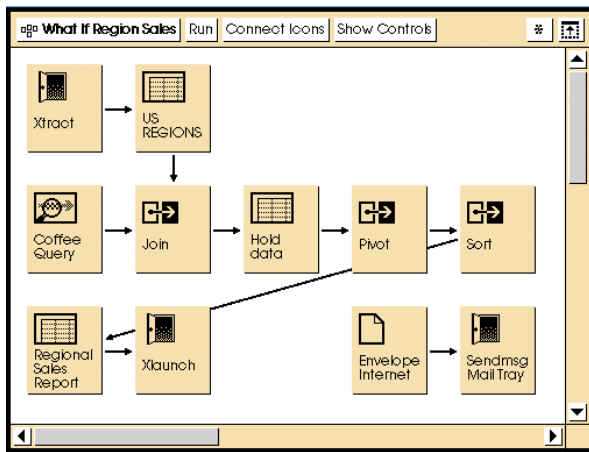 What If Region Sales Run Connect Icons Show Controls *
Xtract
US
REGIONS
Coffee
Query
Join
Hold
data
Pivot
Sort
Regional
Sales
Report
Xlaunch
Envelope
Internet
Sendmsg
Mail Tray